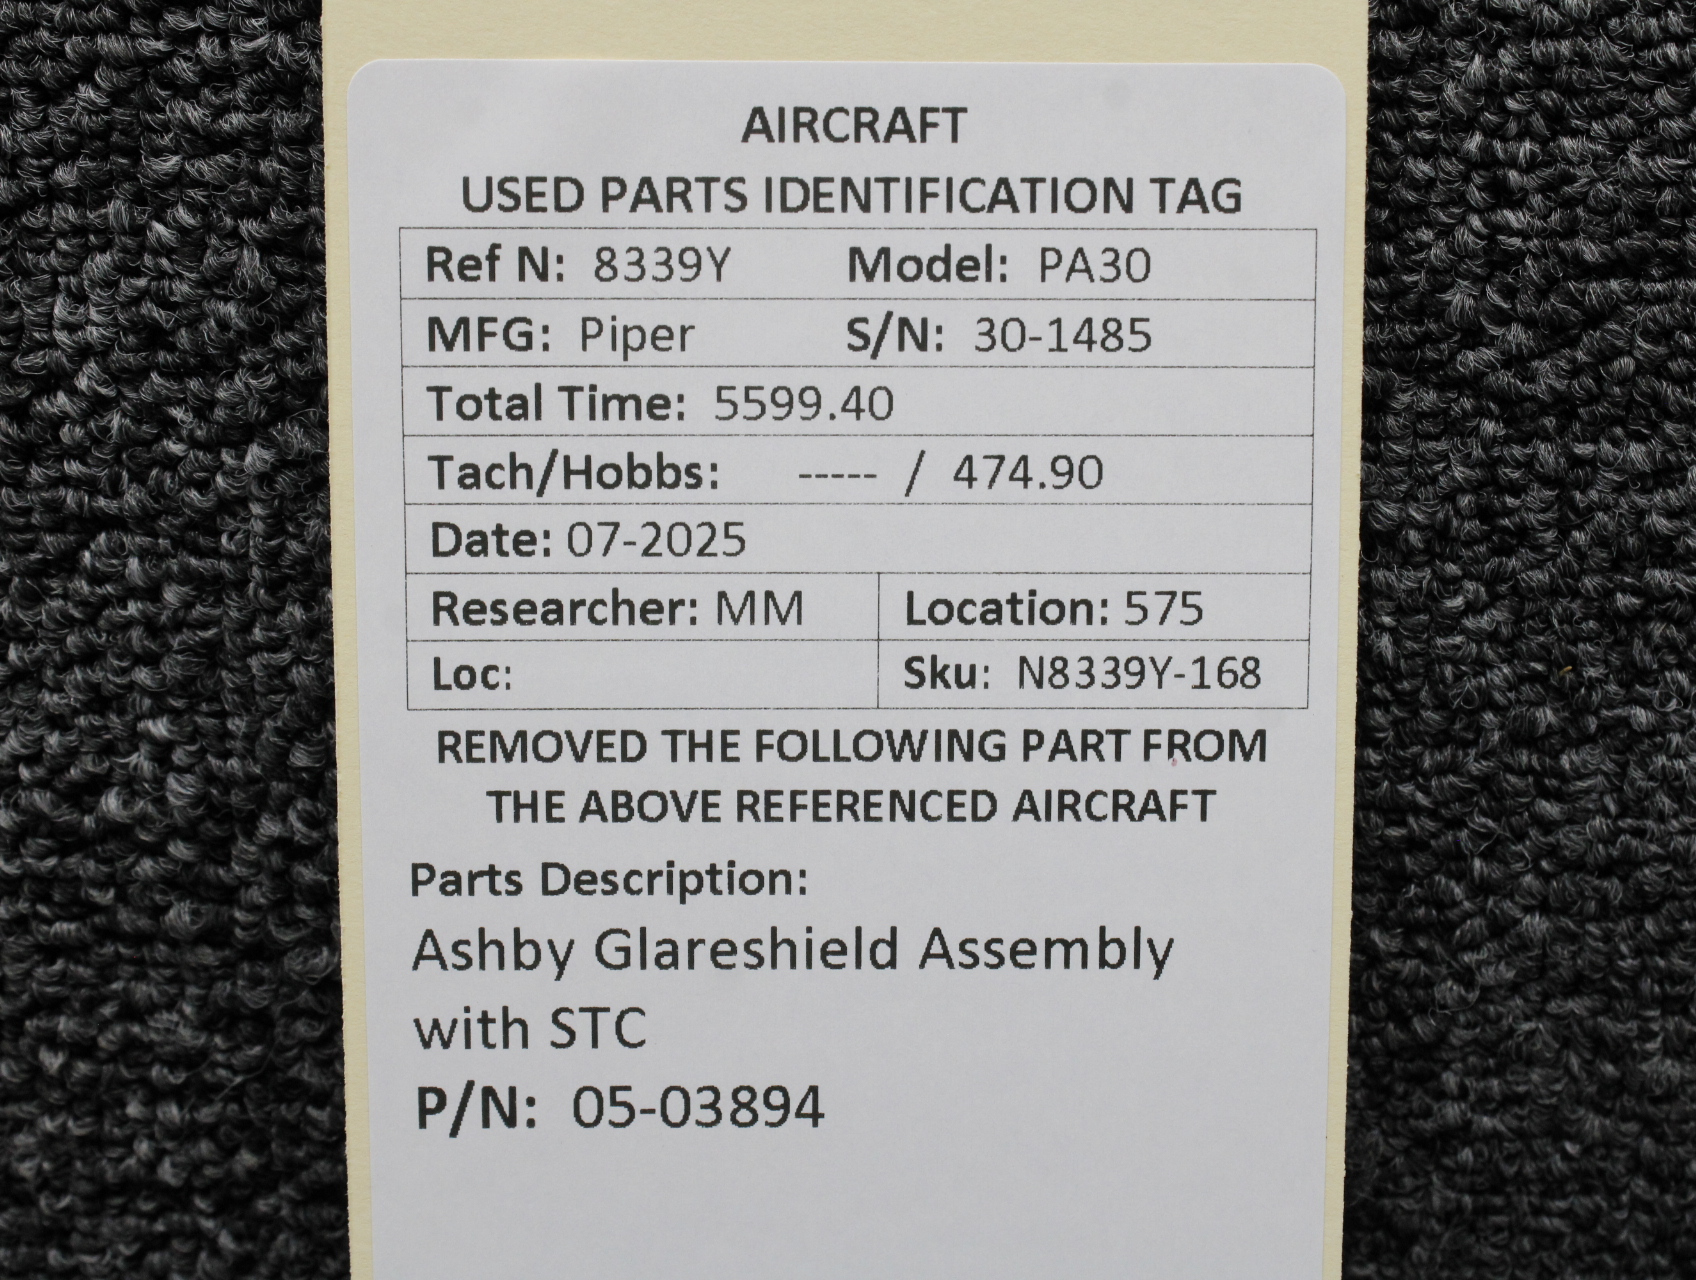 AIRCRAFT
USED PARTS IDENTIFICATION TAG
Ref N: 8339Y Model: PA30
MFG: Piper S/N: 30-1485
Total Time: 5599.40
Tach/Hobbs: ----- / 474.90
Date: 07-2025
Researcher: MM Location: 575
Loc: Sku: N8339Y-168
REMOVED THE FOLLOWING PART FROM
THE ABOVE REFERENCED AIRCRAFT
Parts Description:
Ashby Glareshield Assembly
with STC
P/N: 05-03894